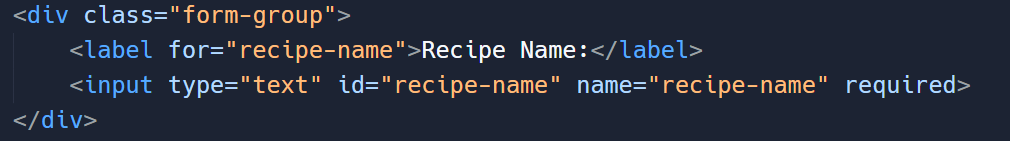 <div class="form-group">
    <label for="recipe-name">Recipe Name:</label>
    <input type="text" id="recipe-name" name="recipe-name" required>
</div>